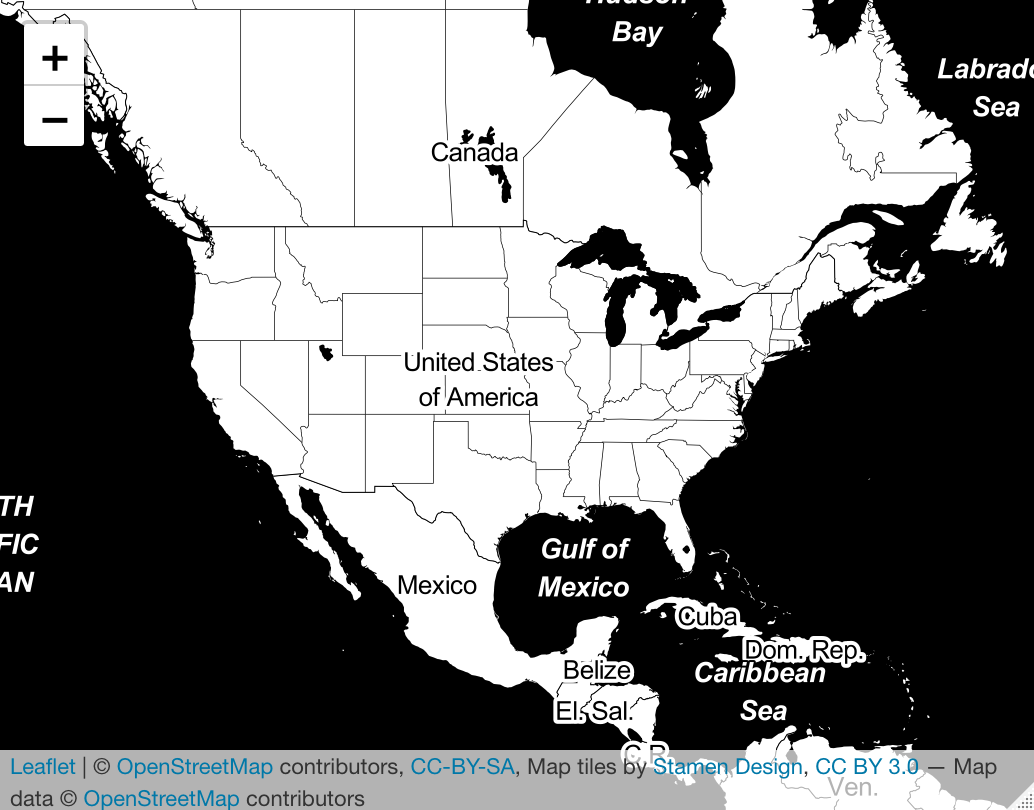 Hudson
Bay
Labrad
Sea
+
−
Canada
United States
of America
TH
FIC
AN
Gulf of
Mexico
Mexico
Cuba
Dom. Rep.
Caribbean
Sea
Belize
El. Sal.
C.R.
Leaflet | © OpenStreetMap contributors, CC-BY-SA, Map tiles by Stamen Design, CC BY 3.0 — Map
data © OpenStreetMap contributors
Ven.